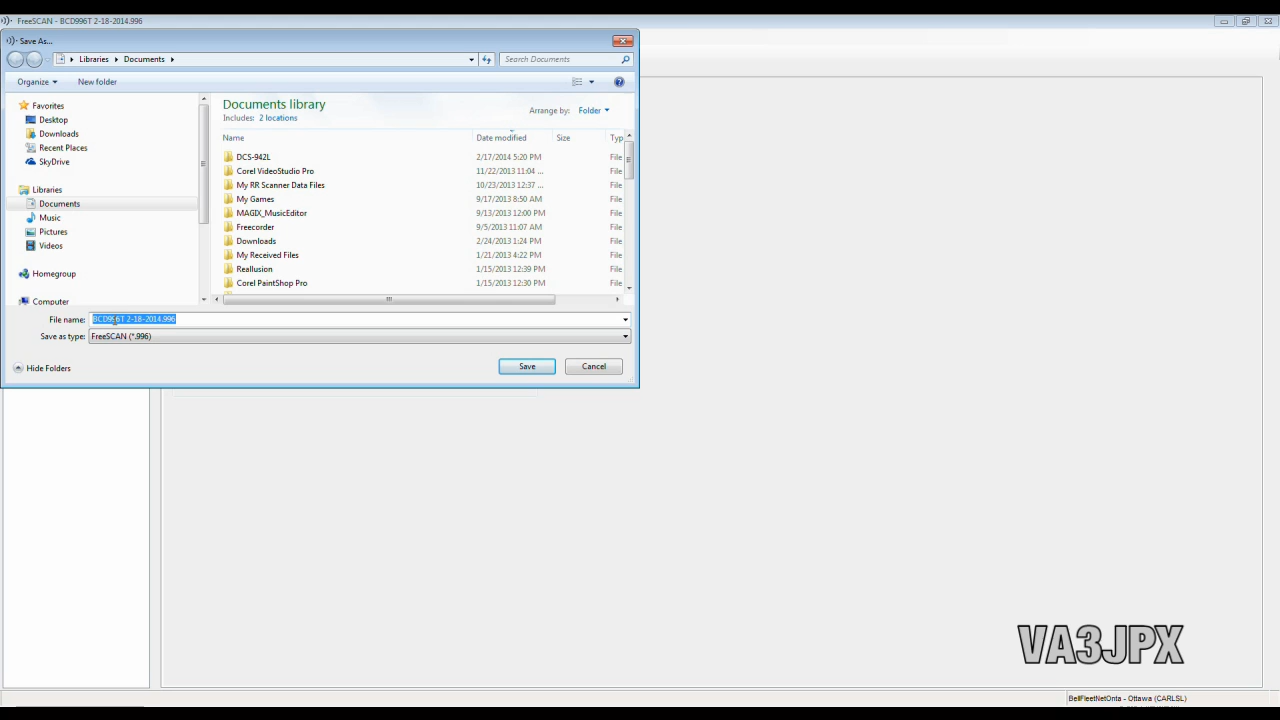 FreeSCAN - BCD996T 2-18-2014.996
Save As...
Libraries
Documents
Search Documents
Organize
New folder
Favorites
Desktop
Downloads
Recent Places
SkyDrive
Libraries
Documents
Music
Pictures
Videos
Homegroup
Computer
Documents library
Includes: 2 locations
Arrange by: Folder
Name Date modified Size Typ
DCS-942L 2/17/2014 5:20 PM File
Corel VideoStudio Pro 11/22/2013 11:04 ... File
My RR Scanner Data Files 10/23/2013 12:37 ... File
My Games 9/17/2013 8:50 AM File
MAGIX_MusicEditor 9/13/2013 12:00 PM File
Freecorder 9/5/2013 11:07 AM File
Downloads 2/24/2013 1:24 PM File
My Received Files 1/21/2013 4:22 PM File
Reallusion 1/15/2013 12:39 PM File
Corel PaintShop Pro 1/15/2013 12:30 PM File
File name: BCD996T 2-18-2014.996
Save as type: FreeSCAN (*.996)
Hide Folders
Save
Cancel
VA3JPX
BellFleetNetOnta - Ottawa (CARLSL)